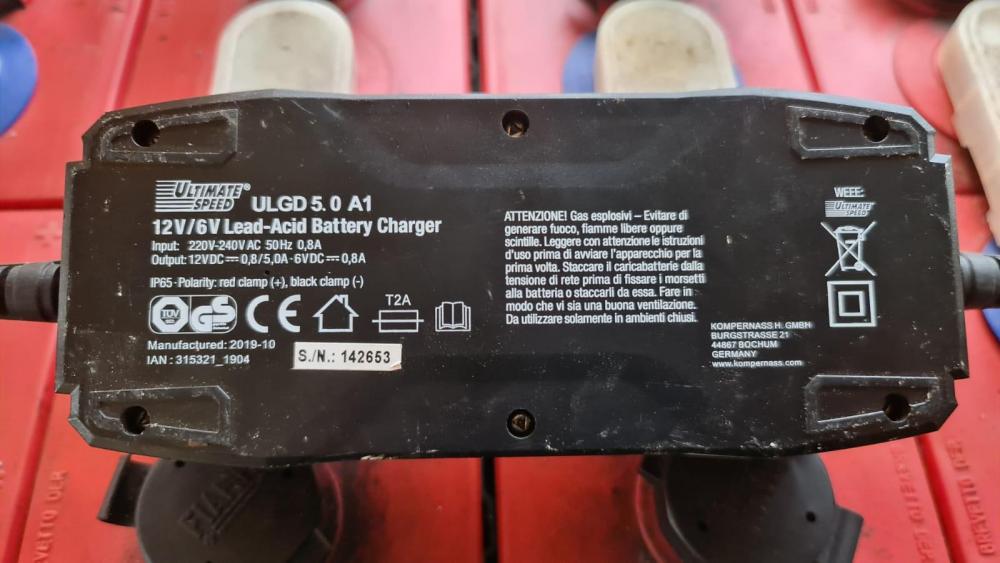 ULTIMATE SPEED® ULGD 5.0 A1
12V/6V Lead-Acid Battery Charger
Input: 220V-240V AC 50Hz 0,8A
Output: 12VDC ⎓ 0,8/5,0A -6VDC ⎓ 0,8A
IP65-Polarity: red clamp (+), black clamp (-)
TÜV GS CE T2A
Manufactured: 2019-10
IAN : 315321_1904
S./N.: 142653
ATTENZIONE! Gas esplosivi – Evitare di
generare fuoco, fiamme libere oppure
scintille. Leggere con attenzione le istruzioni
d'uso prima di avviare l'apparecchio per la
prima volta. Staccare il caricabatterie dalla
tensione di rete prima di fissare i morsetti
alla batteria o staccarli da essa. Fare in
modo che vi sia una buona ventilazione.
Da utilizzare solamente in ambienti chiusi.
WEEE:
ULTIMATE SPEED
KOMPERNASS H. GMBH
BURGSTRASSE 21
44867 BOCHUM
GERMANY
www.kompernass.com